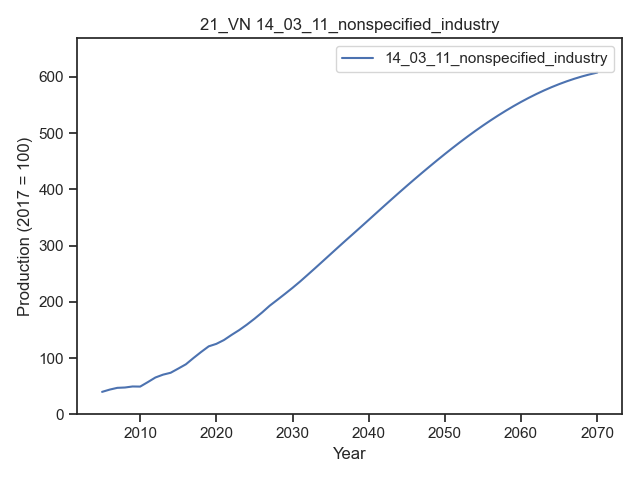 21_VN 14_03_11_nonspecified_industry
14_03_11_nonspecified_industry
Production (2017 = 100)
600
500
400
300
200
100
0
2010 2020 2030 2040 2050 2060 2070
Year